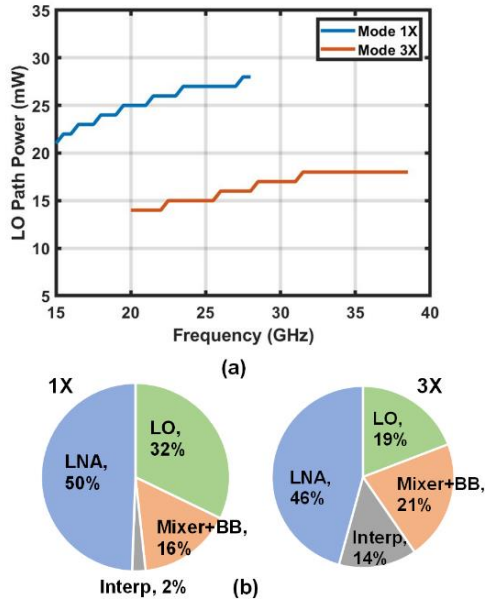 35
30
25
20
15
10
5
LO Path Power (mW)
Mode 1X
Mode 3X
15
20
25
30
35
40
Frequency (GHz)
(a)
1X
LO,
32%
LNA,
50%
Mixer+BB,
16%
Interp, 2%
3X
LO,
19%
LNA,
46%
Mixer+BB,
21%
Interp,
14%
(b)